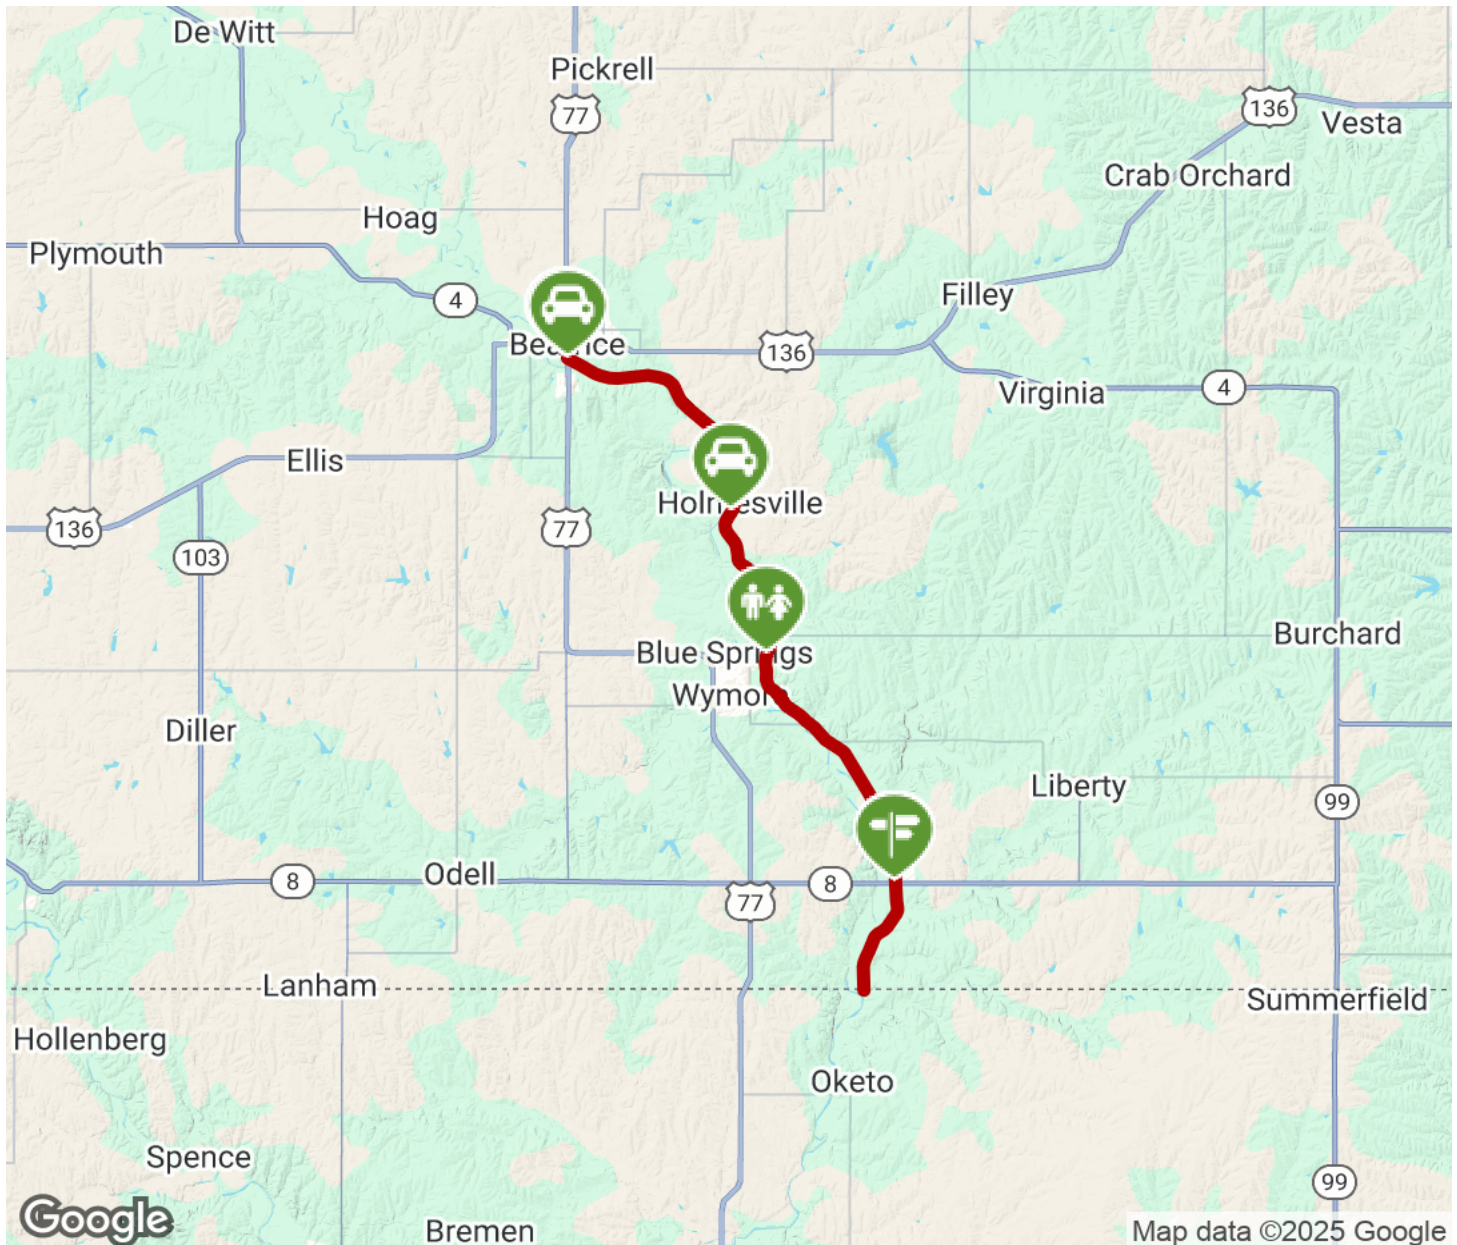 De Witt
Pickrell
77
136
Vesta
Crab Orchard
Hoag
Plymouth
4
Filley
Beatrice
136
Virginia
4
Ellis
Holmesville
136
77
103
Burchard
Blue Springs
Wymore
Diller
Liberty
99
Odell
8
8
77
Lanham
Summerfield
Hollenberg
Oketo
Spence
99
Google
Bremen
Map data ©2025 Google